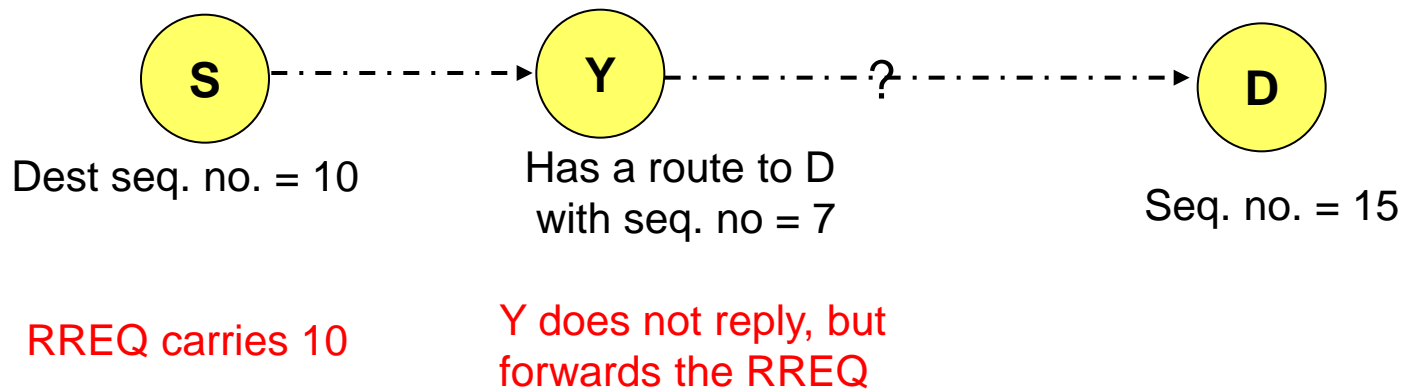 S
Y
?
D
Dest seq. no. = 10
Has a route to D
with seq. no = 7
Seq. no. = 15
RREQ carries 10
Y does not reply, but
forwards the RREQ